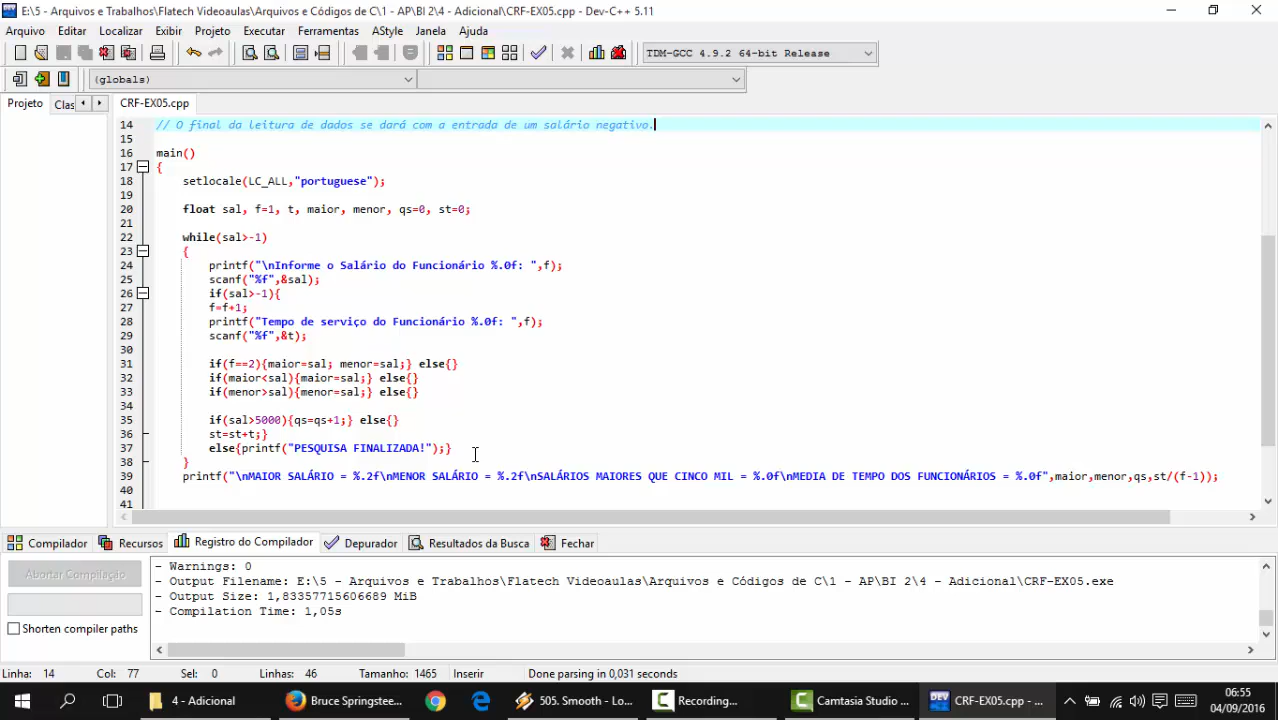 E:\5 - Arquivos e Trabalhos\Flatech Videoaulas\Arquivos e Códigos de C\1 - AP\BI 2\4 - Adicional\CRF-EX05.cpp - Dev-C++ 5.11
Arquivo Editar Localizar Exibir Projeto Executar Ferramentas AStyle Janela Ajuda
TDM-GCC 4.9.2 64-bit Release
(globals)
Projeto Clas CRF-EX05.cpp
14 // O final da leitura de dados se dará com a entrada de um salário negativo.
15
16 main()
17 {
18 setlocale(LC_ALL,"portuguese");
19
20 float sal, f=1, t, maior, menor, qs=0, st=0;
21
22 while(sal>-1)
23 {
24 printf("\nInforme o Salário do Funcionário %.0f: ",f);
25 scanf("%f",&sal);
26 if(sal>-1){
27 f=f+1;
28 printf("Tempo de serviço do Funcionário %.0f: ",f);
29 scanf("%f",&t);
30
31 if(f==2){maior=sal; menor=sal;} else{}
32 if(maior<sal){maior=sal;} else{}
33 if(menor>sal){menor=sal;} else{}
34
35 if(sal>5000){qs=qs+1;} else{}
36 st=st+t;}
37 else{printf("PESQUISA FINALIZADA!");}
38 }
39 printf("\nMAIOR SALÁRIO = %.2f\nMENOR SALÁRIO = %.2f\nSALÁRIOS MAIORES QUE CINCO MIL = %.0f\nMEDIA DE TEMPO DOS FUNCIONÁRIOS = %.0f",maior,menor,qs,st/(f-1));
40
41
Compilador Recursos Registro do Compilador Depurador Resultados da Busca Fechar
Abortar Compilação
Shorten compiler paths
- Warnings: 0
- Output Filename: E:\5 - Arquivos e Trabalhos\Flatech Videoaulas\Arquivos e Códigos de C\1 - AP\BI 2\4 - Adicional\CRF-EX05.exe
- Output Size: 1,83357715606689 MiB
- Compilation Time: 1,05s
Linha: 14 Col: 77 Sel: 0 Linhas: 46 Tamanho: 1465 Inserir Done parsing in 0,031 seconds
4 - Adicional Bruce Springstee... 505. Smooth - Lo... Recording... Camtasia Studio ... DEV CRF-EX05.cpp - ... 06:55
04/09/2016